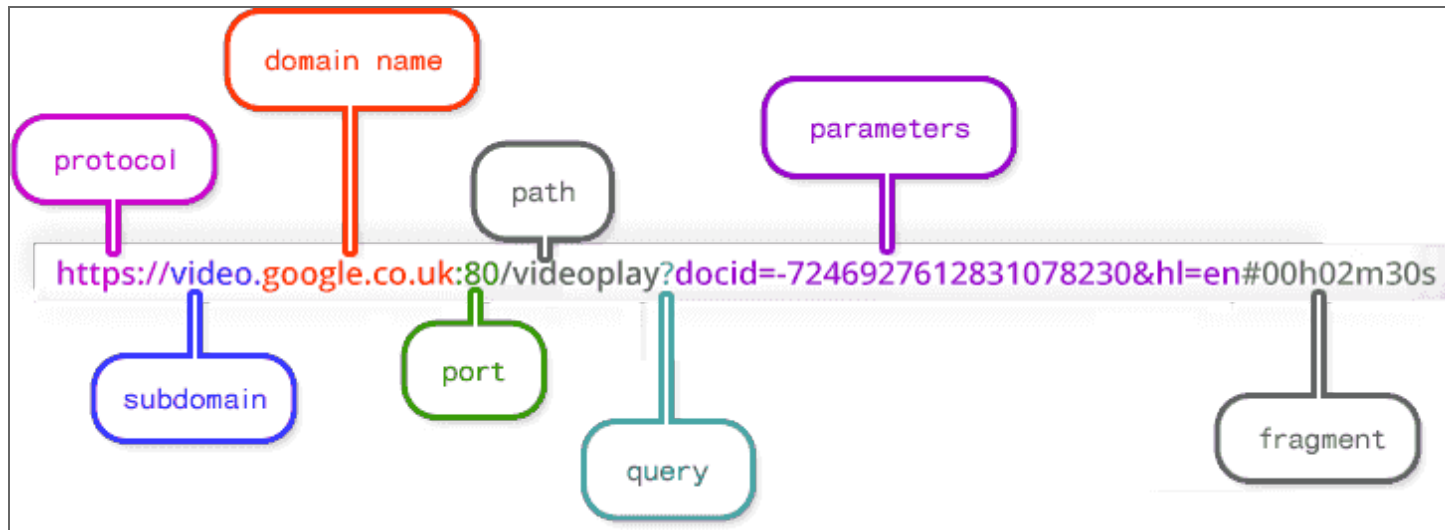 domain name
parameters
protocol
path
https://video.google.co.uk:80/videoplay?docid=-7246927612831078230&hl=en#00h02m30s
subdomain
port
query
fragment